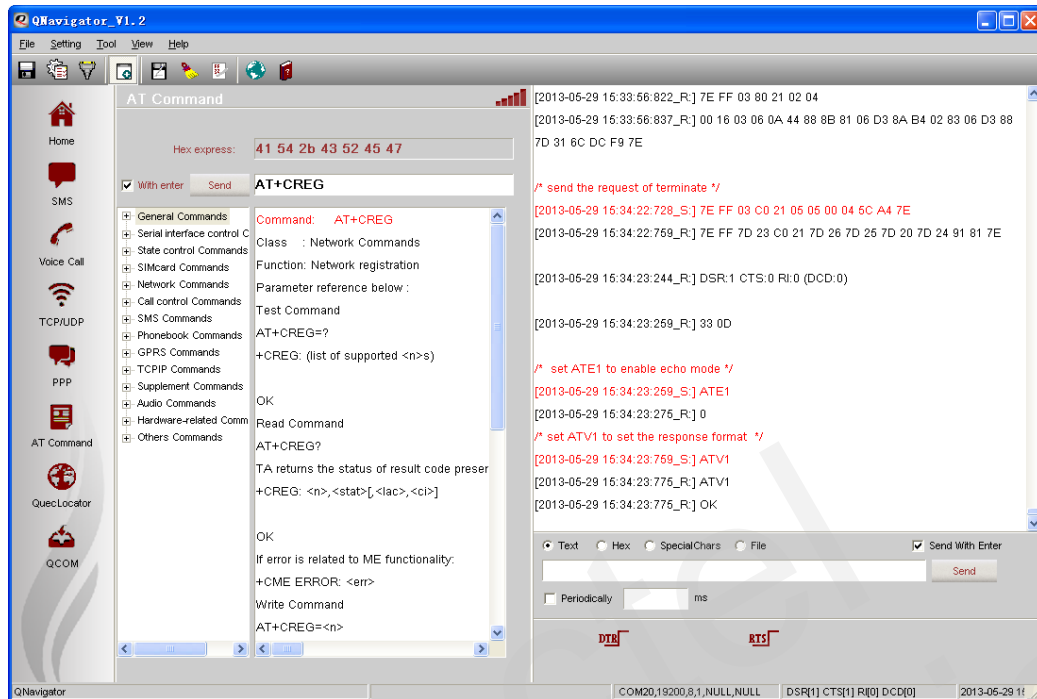 QNavigator_V1.2
File Setting Tool View Help
Home
SMS
Voice Call
TCP/UDP
PPP
AT Command
QuecLocator
QCOM
AT Command
Hex express: 41 54 2b 43 52 45 47
With enter Send AT+CREG
General Commands
Serial interface control C
State control Commands
SIMcard Commands
Network Commands
Call control Commands
SMS Commands
Phonebook Commands
GPRS Commands
TCPIP Commands
Supplement Commands
Audio Commands
Hardware-related Comm
Others Commands
Command: AT+CREG
Class : Network Commands
Function: Network registration
Parameter reference below :
Test Command
AT+CREG=?
+CREG: (list of supported <n>s)
OK
Read Command
AT+CREG?
TA returns the status of result code preser
+CREG: <n>,<stat>[,<lac>,<ci>]
OK
If error is related to ME functionality:
+CME ERROR: <err>
Write Command
AT+CREG=<n>
[2013-05-29 15:33:56:822_R:] 7E FF 03 80 21 02 04
[2013-05-29 15:33:56:837_R:] 00 16 03 06 0A 44 88 8B 81 06 D3 8A B4 02 83 06 D3 88
7D 31 6C DC F9 7E
/* send the request of terminate */
[2013-05-29 15:34:22:728_S:] 7E FF 03 C0 21 05 05 00 04 5C A4 7E
[2013-05-29 15:34:22:759_R:] 7E FF 7D 23 C0 21 7D 26 7D 25 7D 20 7D 24 91 81 7E
[2013-05-29 15:34:23:244_R:] DSR:1 CTS:0 RI:0 (DCD:0)
[2013-05-29 15:34:23:259_R:] 33 0D
/* set ATE1 to enable echo mode */
[2013-05-29 15:34:23:259_S:] ATE1
[2013-05-29 15:34:23:275_R:] 0
/* set ATV1 to set the response format */
[2013-05-29 15:34:23:759_S:] ATV1
[2013-05-29 15:34:23:775_R:] ATV1
[2013-05-29 15:34:23:775_R:] OK
Text Hex SpecialChars File Send With Enter
Send
Periodically ms
DTR RTS
QNavigator COM20,19200,8,1,NULL,NULL DSR[1] CTS[1] RI[0] DCD[0] 2013-05-29